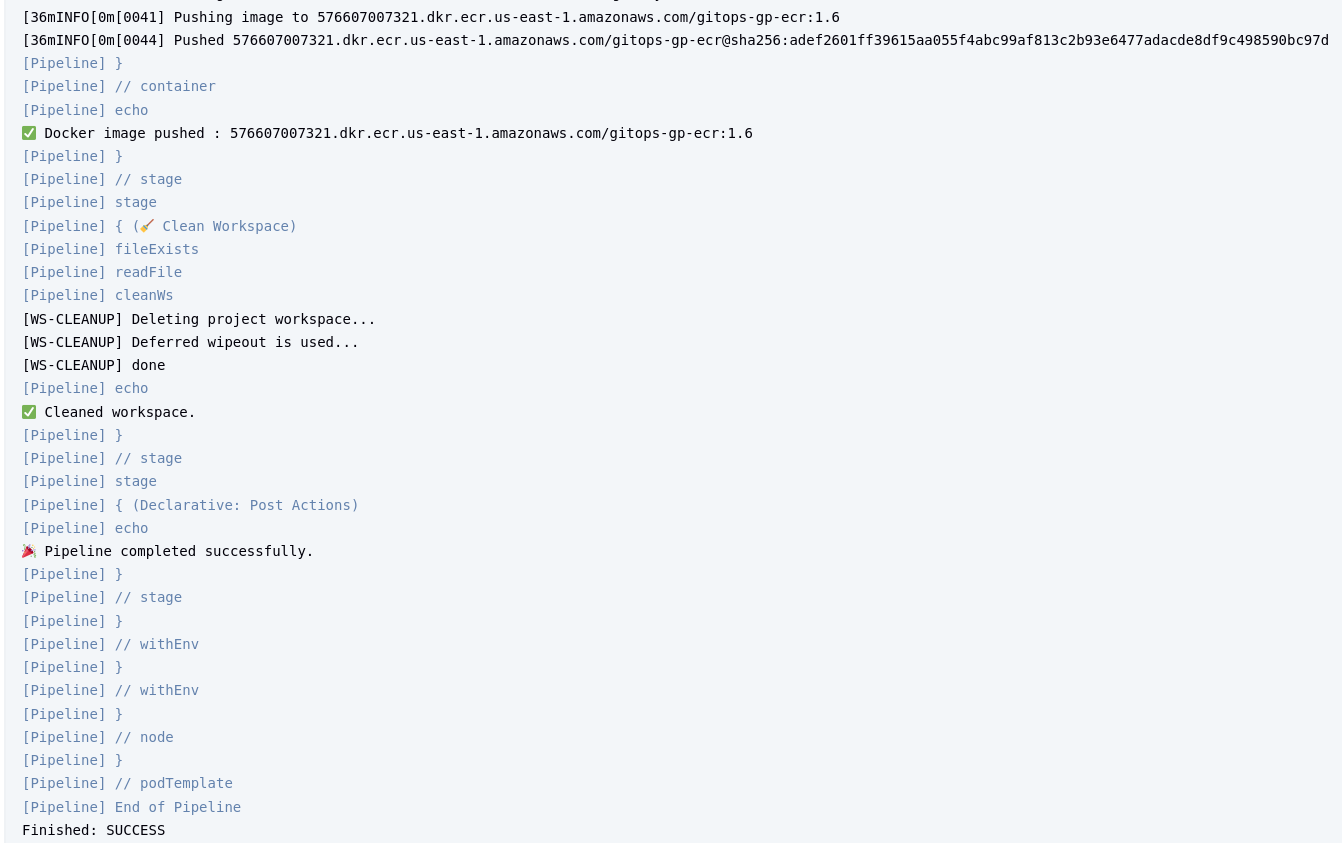 [36mINFO[0m[0041] Pushing image to 576607007321.dkr.ecr.us-east-1.amazonaws.com/gitops-gp-ecr:1.6
[36mINFO[0m[0044] Pushed 576607007321.dkr.ecr.us-east-1.amazonaws.com/gitops-gp-ecr@sha256:adef2601ff39615aa055f4abc99af813c2b93e6477adacde8df9c498590bc97d
[Pipeline] }
[Pipeline] // container
[Pipeline] echo
✅ Docker image pushed : 576607007321.dkr.ecr.us-east-1.amazonaws.com/gitops-gp-ecr:1.6
[Pipeline] }
[Pipeline] // stage
[Pipeline] stage
[Pipeline] { (🧹 Clean Workspace)
[Pipeline] fileExists
[Pipeline] readFile
[Pipeline] cleanWs
[WS-CLEANUP] Deleting project workspace...
[WS-CLEANUP] Deferred wipeout is used...
[WS-CLEANUP] done
[Pipeline] echo
✅ Cleaned workspace.
[Pipeline] }
[Pipeline] // stage
[Pipeline] stage
[Pipeline] { (Declarative: Post Actions)
[Pipeline] echo
🎉 Pipeline completed successfully.
[Pipeline] }
[Pipeline] // stage
[Pipeline] }
[Pipeline] // withEnv
[Pipeline] }
[Pipeline] // withEnv
[Pipeline] }
[Pipeline] // node
[Pipeline] }
[Pipeline] // podTemplate
[Pipeline] End of Pipeline
Finished: SUCCESS